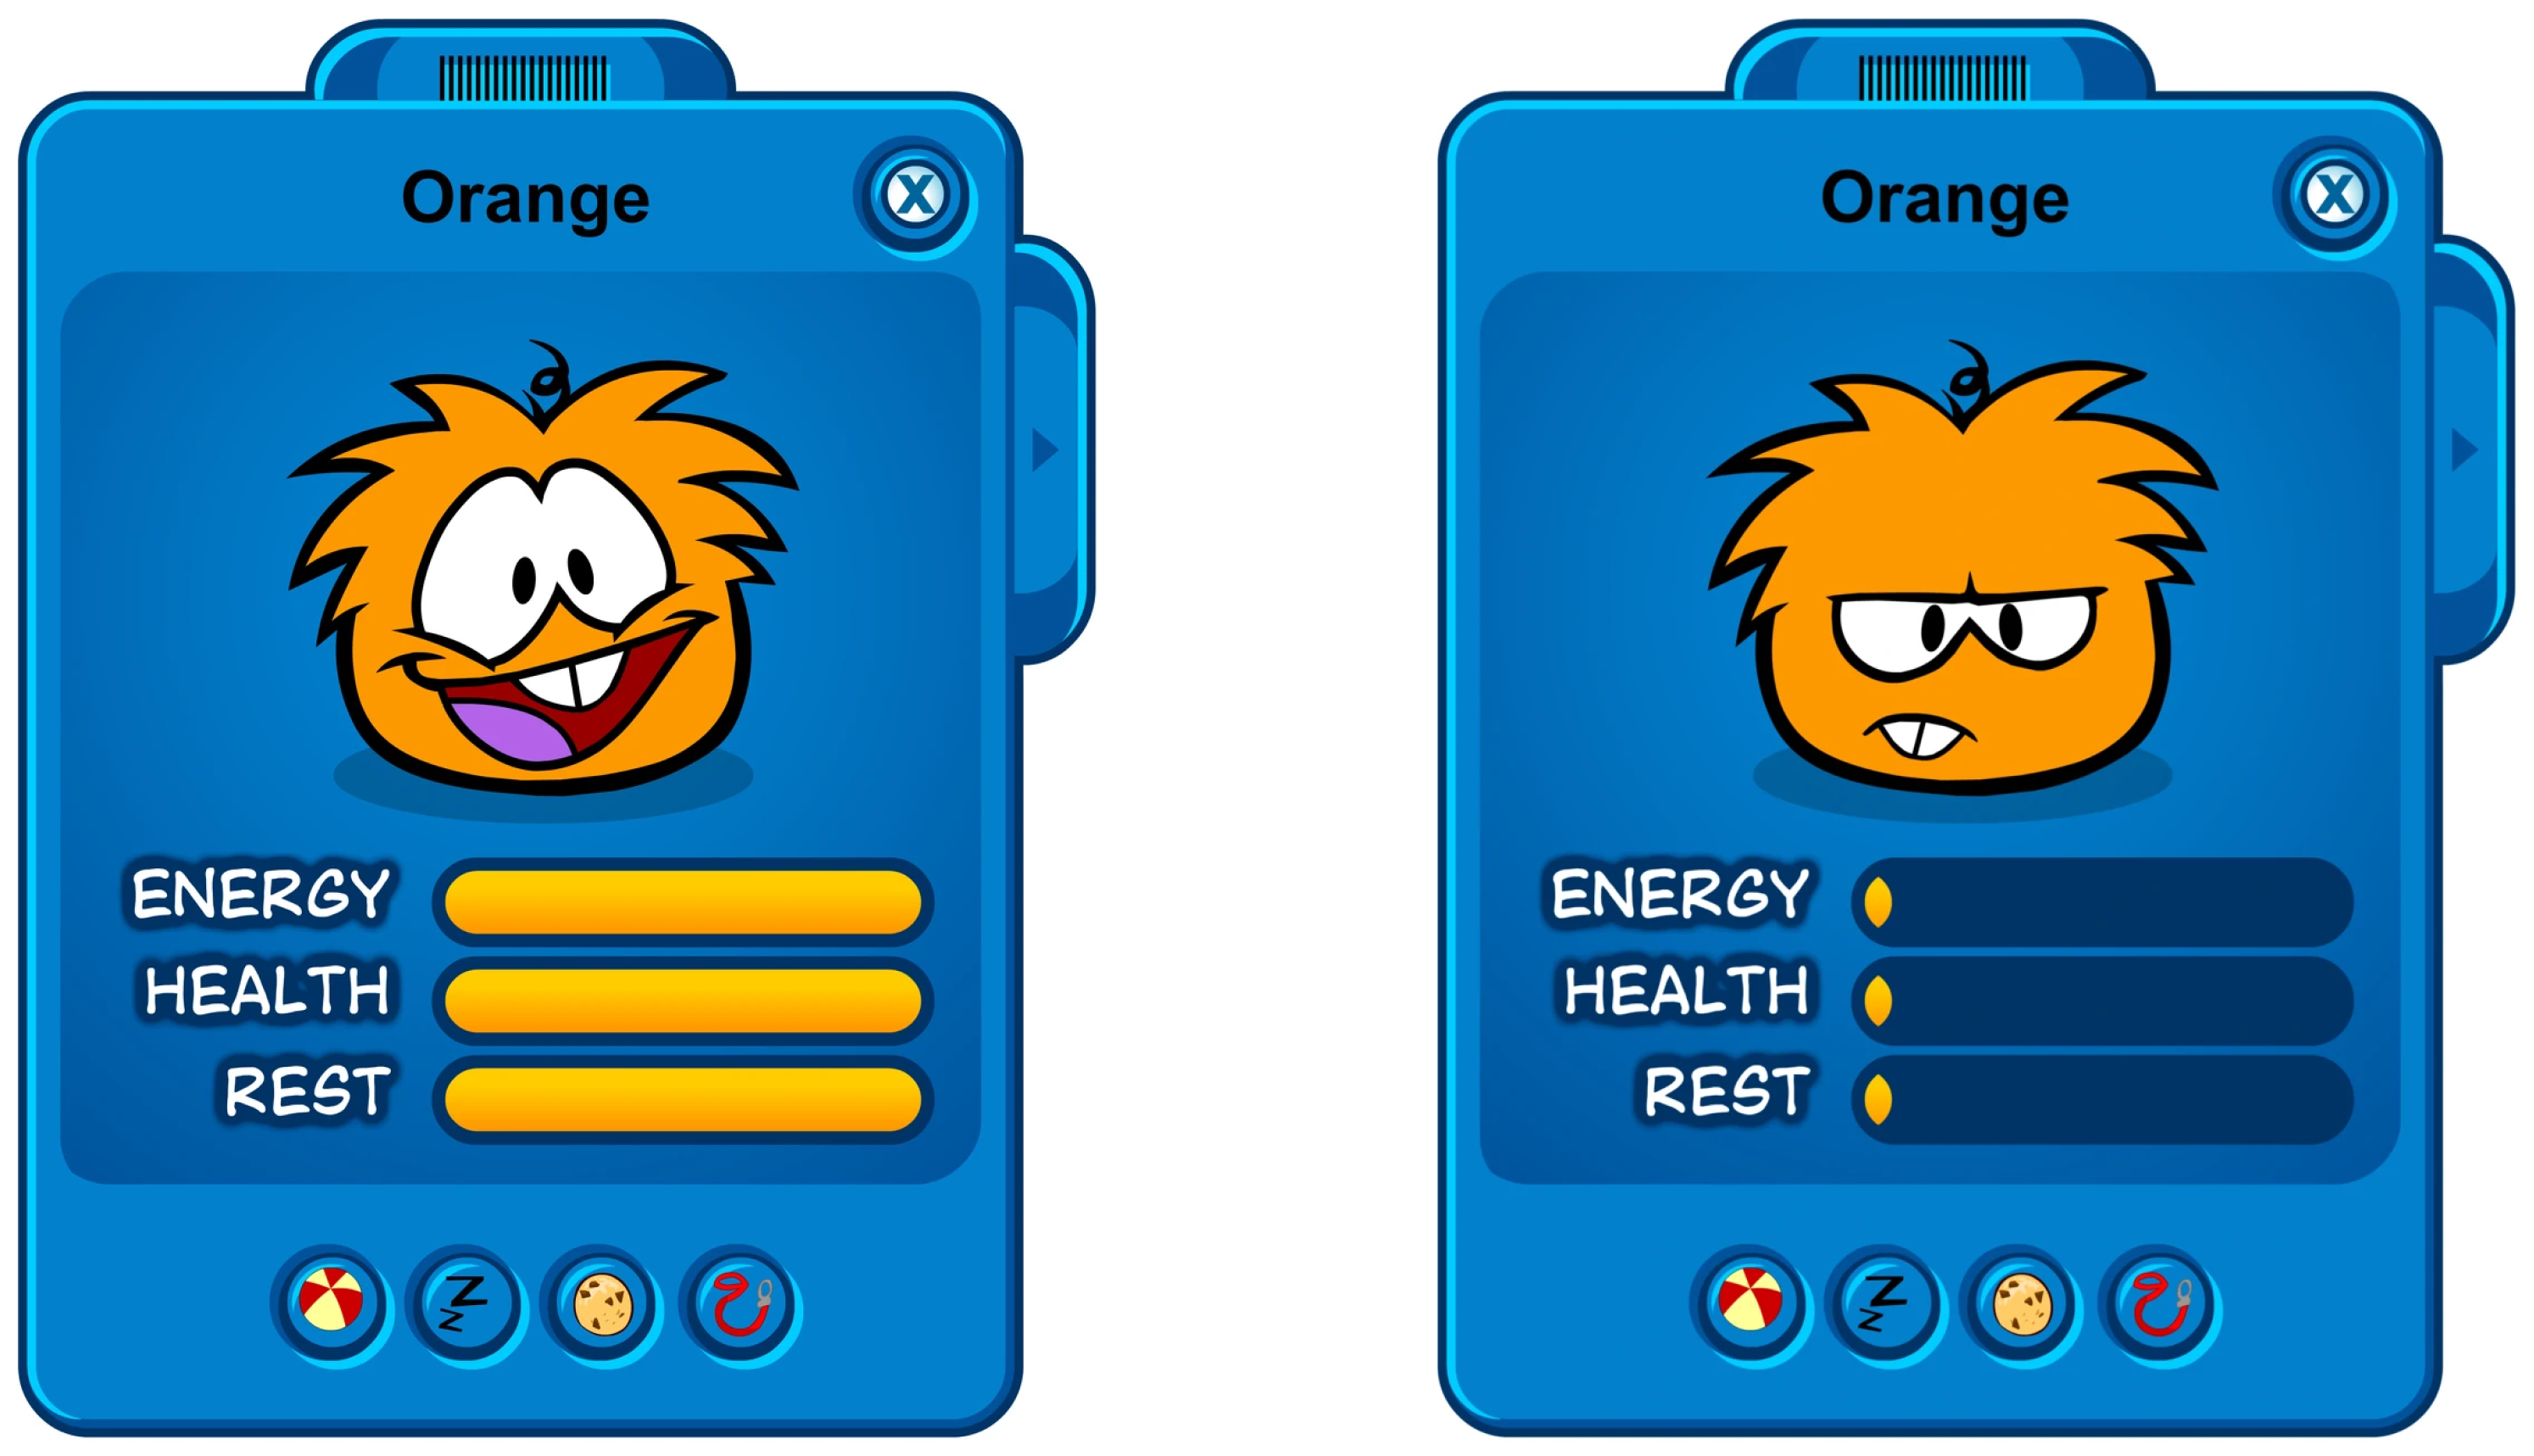 Orange
X
ENERGY
HEALTH
REST
Z
Z
Orange
X
ENERGY
HEALTH
REST
Z
Z